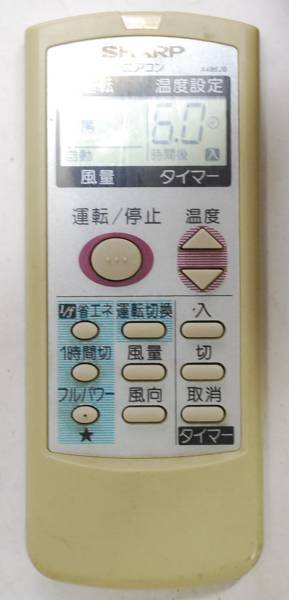 SHARP
エアコン
運転 温度設定
6.0
自動 時間後 入
風量 タイマー
運転/停止 温度
省エネ 運転切換 入
1時間切 風量 切
フルパワー 風向 取消
★ タイマー